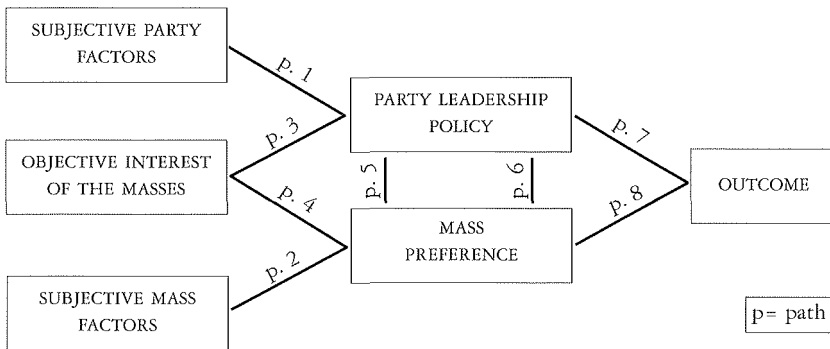 SUBJECTIVE PARTY
FACTORS
p. 1
PARTY LEADERSHIP
POLICY
p. 3
p. 7
OBJECTIVE INTEREST
OF THE MASSES
p. 5
p. 6
OUTCOME
p. 4
p. 8
MASS
PREFERENCE
p. 2
SUBJECTIVE MASS
FACTORS
p= path